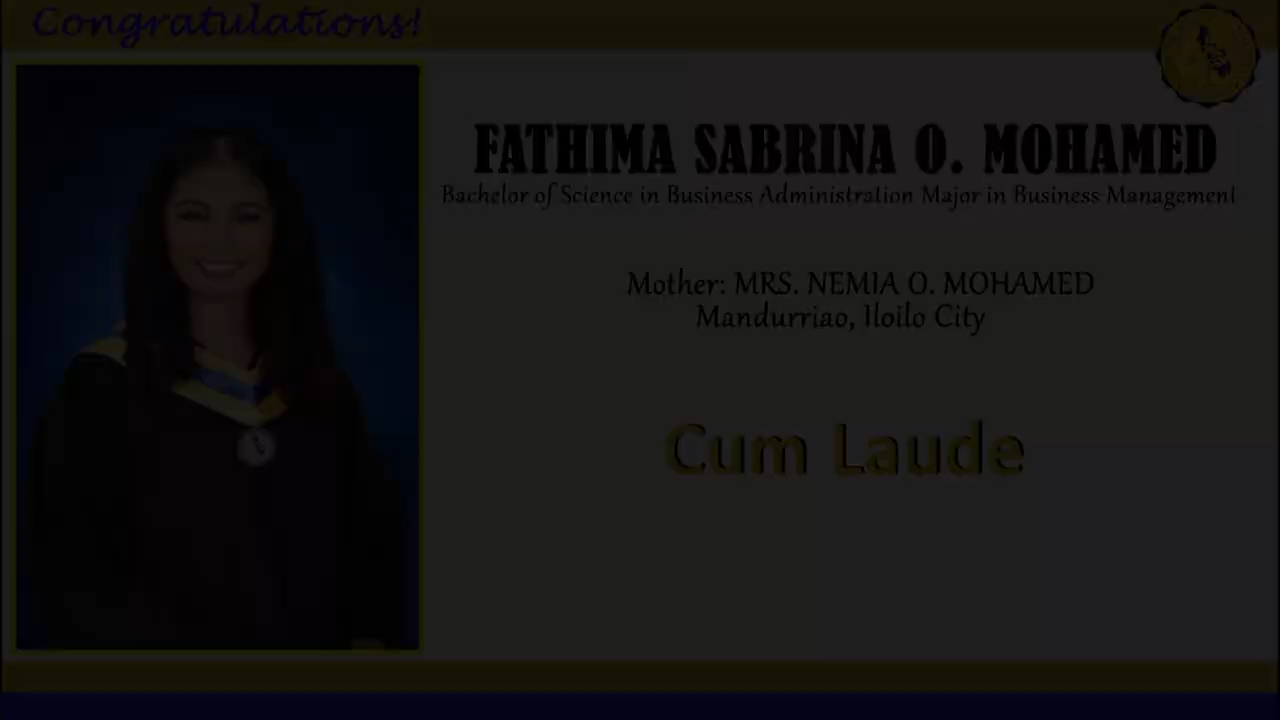 Congratulations!
FATHIMA SABRINA O. MOHAMED
Bachelor of Science in Business Administration Major in Business Management
Mother: MRS. NEMIA O. MOHAMED
Mandurriao, Iloilo City
Cum Laude